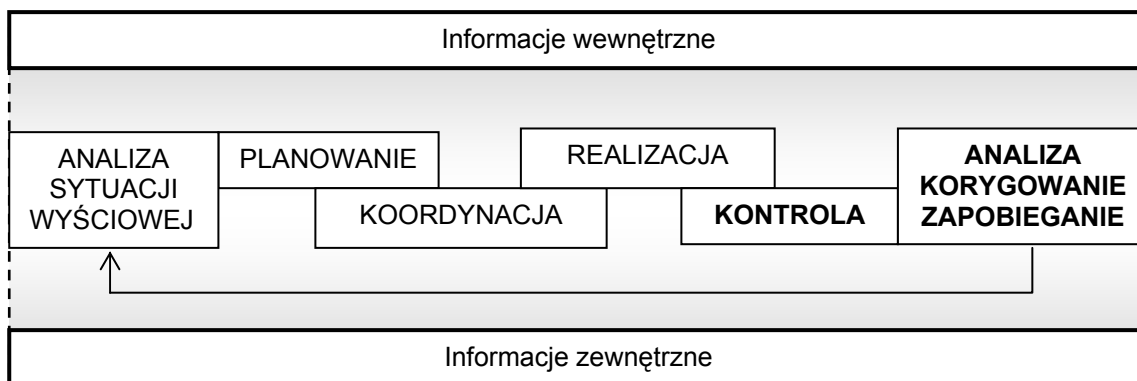 Informacje wewnętrzne
ANALIZA
SYTUACJI
WYŚCIOWEJ
PLANOWANIE
KOORDYNACJA
REALIZACJA
KONTROLA
ANALIZA
KORYGOWANIE
ZAPOBIEGANIE
Informacje zewnętrzne